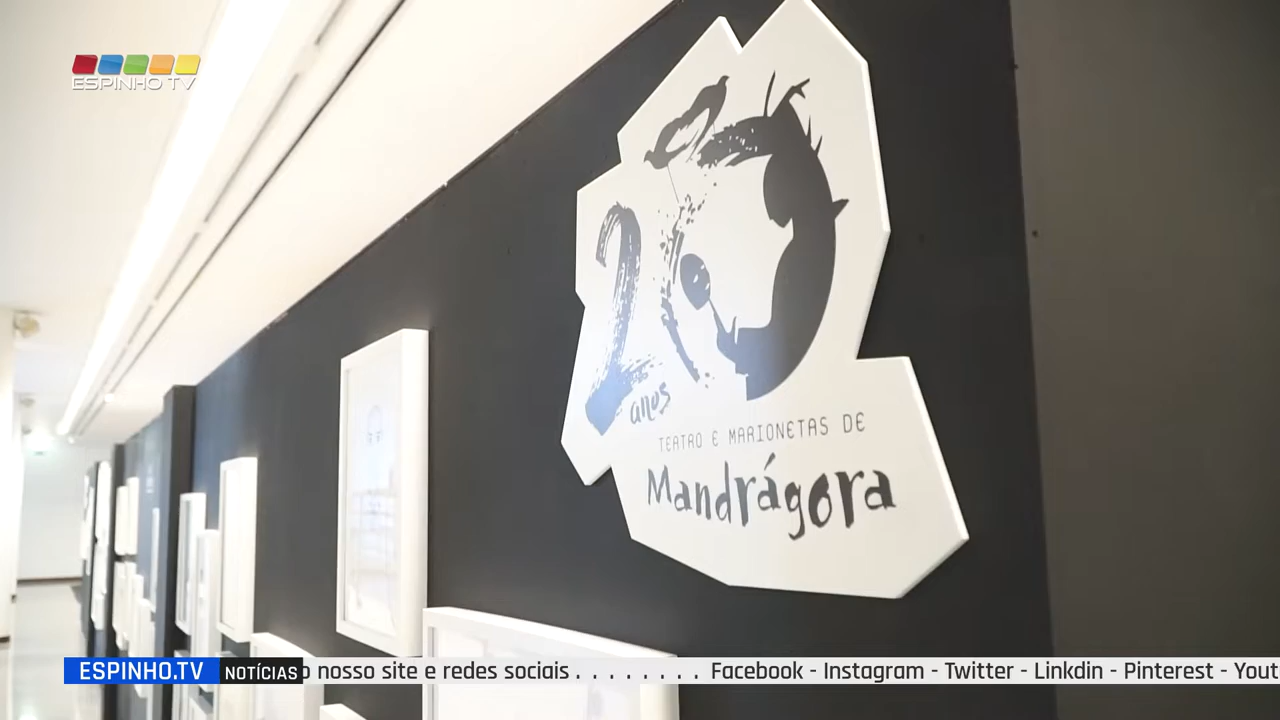 ESPINHO TV
20
anos
TEATRO E MARIONETAS DE
Mandrágora
ESPINHO.TV NOTÍCIAS o nosso site e redes sociais . . . . . . . . Facebook - Instagram - Twitter - Linkdin - Pinterest - Yout